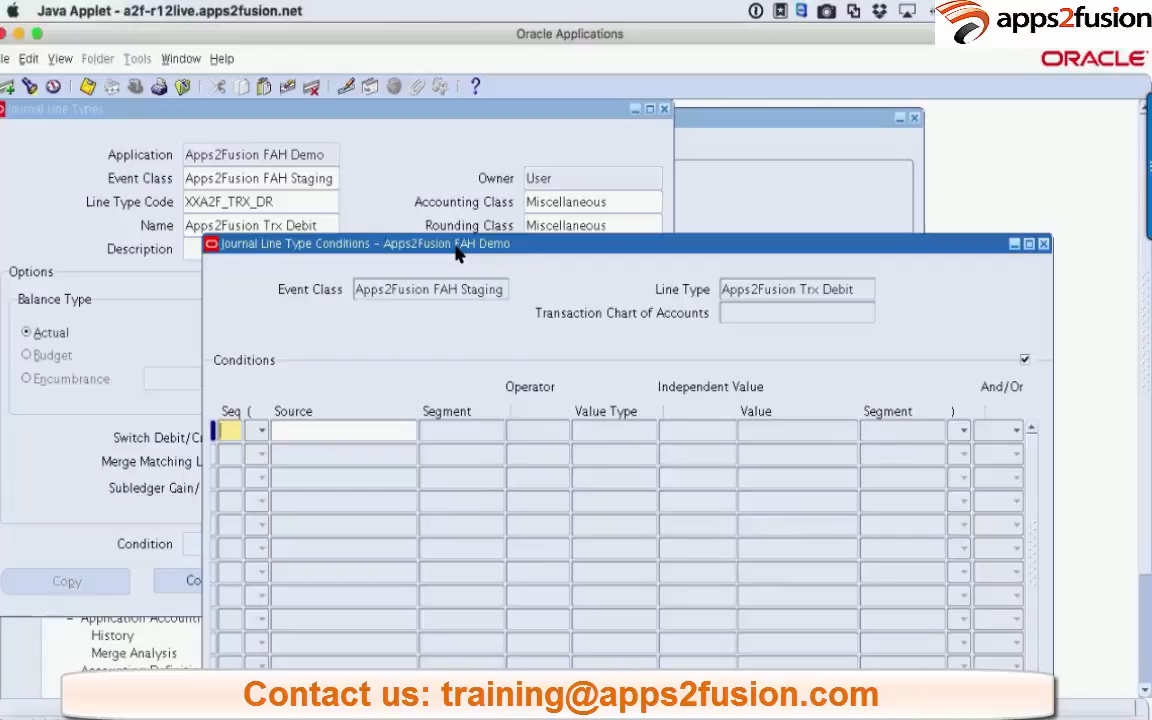 Java Applet - a2f-r12live.apps2fusion.net
apps2fusion
Oracle Applications
Edit View Folder Tools Window Help
ORACLE
Journal Line Types
Application Apps2Fusion FAH Demo
Event Class Apps2Fusion FAH Staging
Owner User
Line Type Code XXA2F_TRX_DR
Accounting Class Miscellaneous
Name Apps2Fusion Trx Debit
Rounding Class Miscellaneous
Description
Journal Line Type Conditions - Apps2Fusion FAH Demo
Options
Event Class Apps2Fusion FAH Staging
Line Type Apps2Fusion Trx Debit
Balance Type
Transaction Chart of Accounts
Actual
Budget
Encumbrance
Conditions
Operator Independent Value And/Or
Seq ( Source Segment Value Type Value Segment )
Switch Debit/Cr
Merge Matching L
Subledger Gain/
Condition
Copy
Co
History
Merge Analysis
Contact us: training@apps2fusion.com